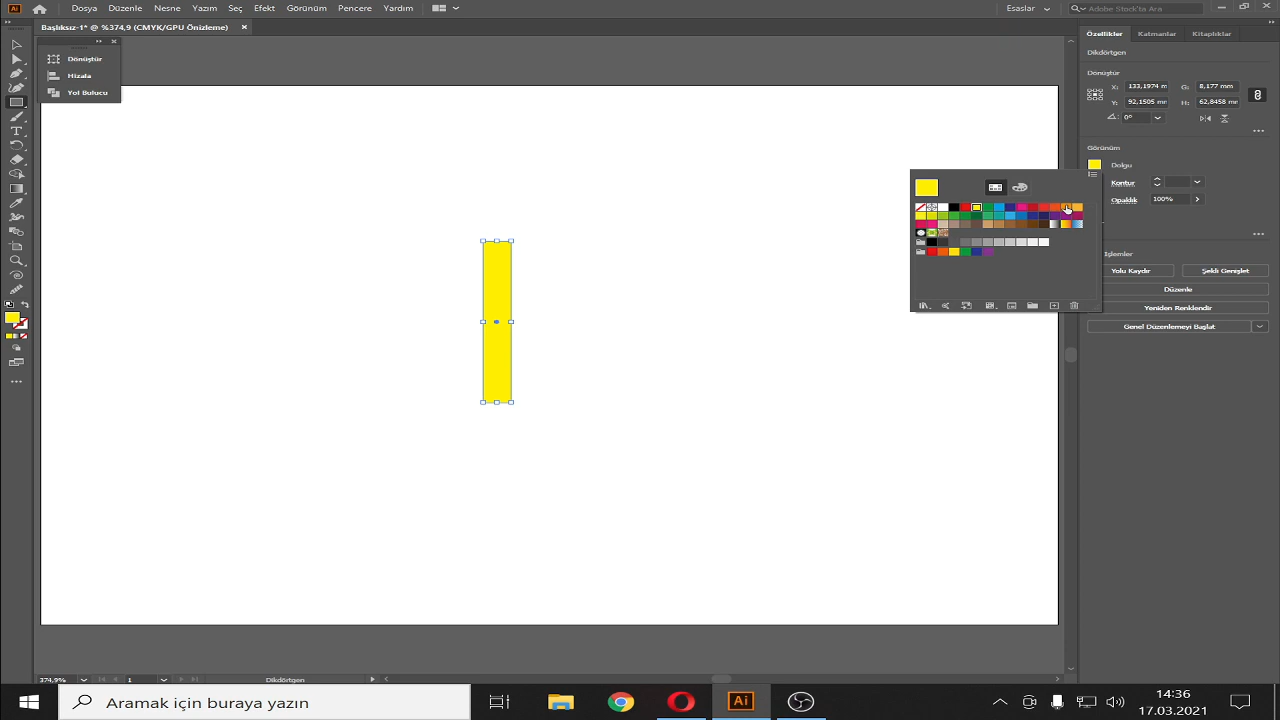 Ai Dosya Düzenle Nesne Yazım Seç Efekt Görünüm Pencere Yardım Esaslar Adobe Stock'ta Ara
Başlıksız-1* @ %374,9 (CMYK/GPU Önizleme)
Dönüştür
Hizala
Yol Bulucu
Özellikler Katmanlar Kitaplıklar
Dikdörtgen
Dönüştür
X: 133,1974 m G: 8,177 mm
Y: 92,1505 mm H: 62,8458 mm
0°
Görünüm
Dolgu
Kontur
Opaklık 100%
İşlemler
Yolu Kaydır Şekli Genişlet
Düzenle
Yeniden Renklendir
Genel Düzenlemeyi Başlat
374,9% 1 Dikdörtgen
Aramak için buraya yazın Ai 14:36
17.03.2021